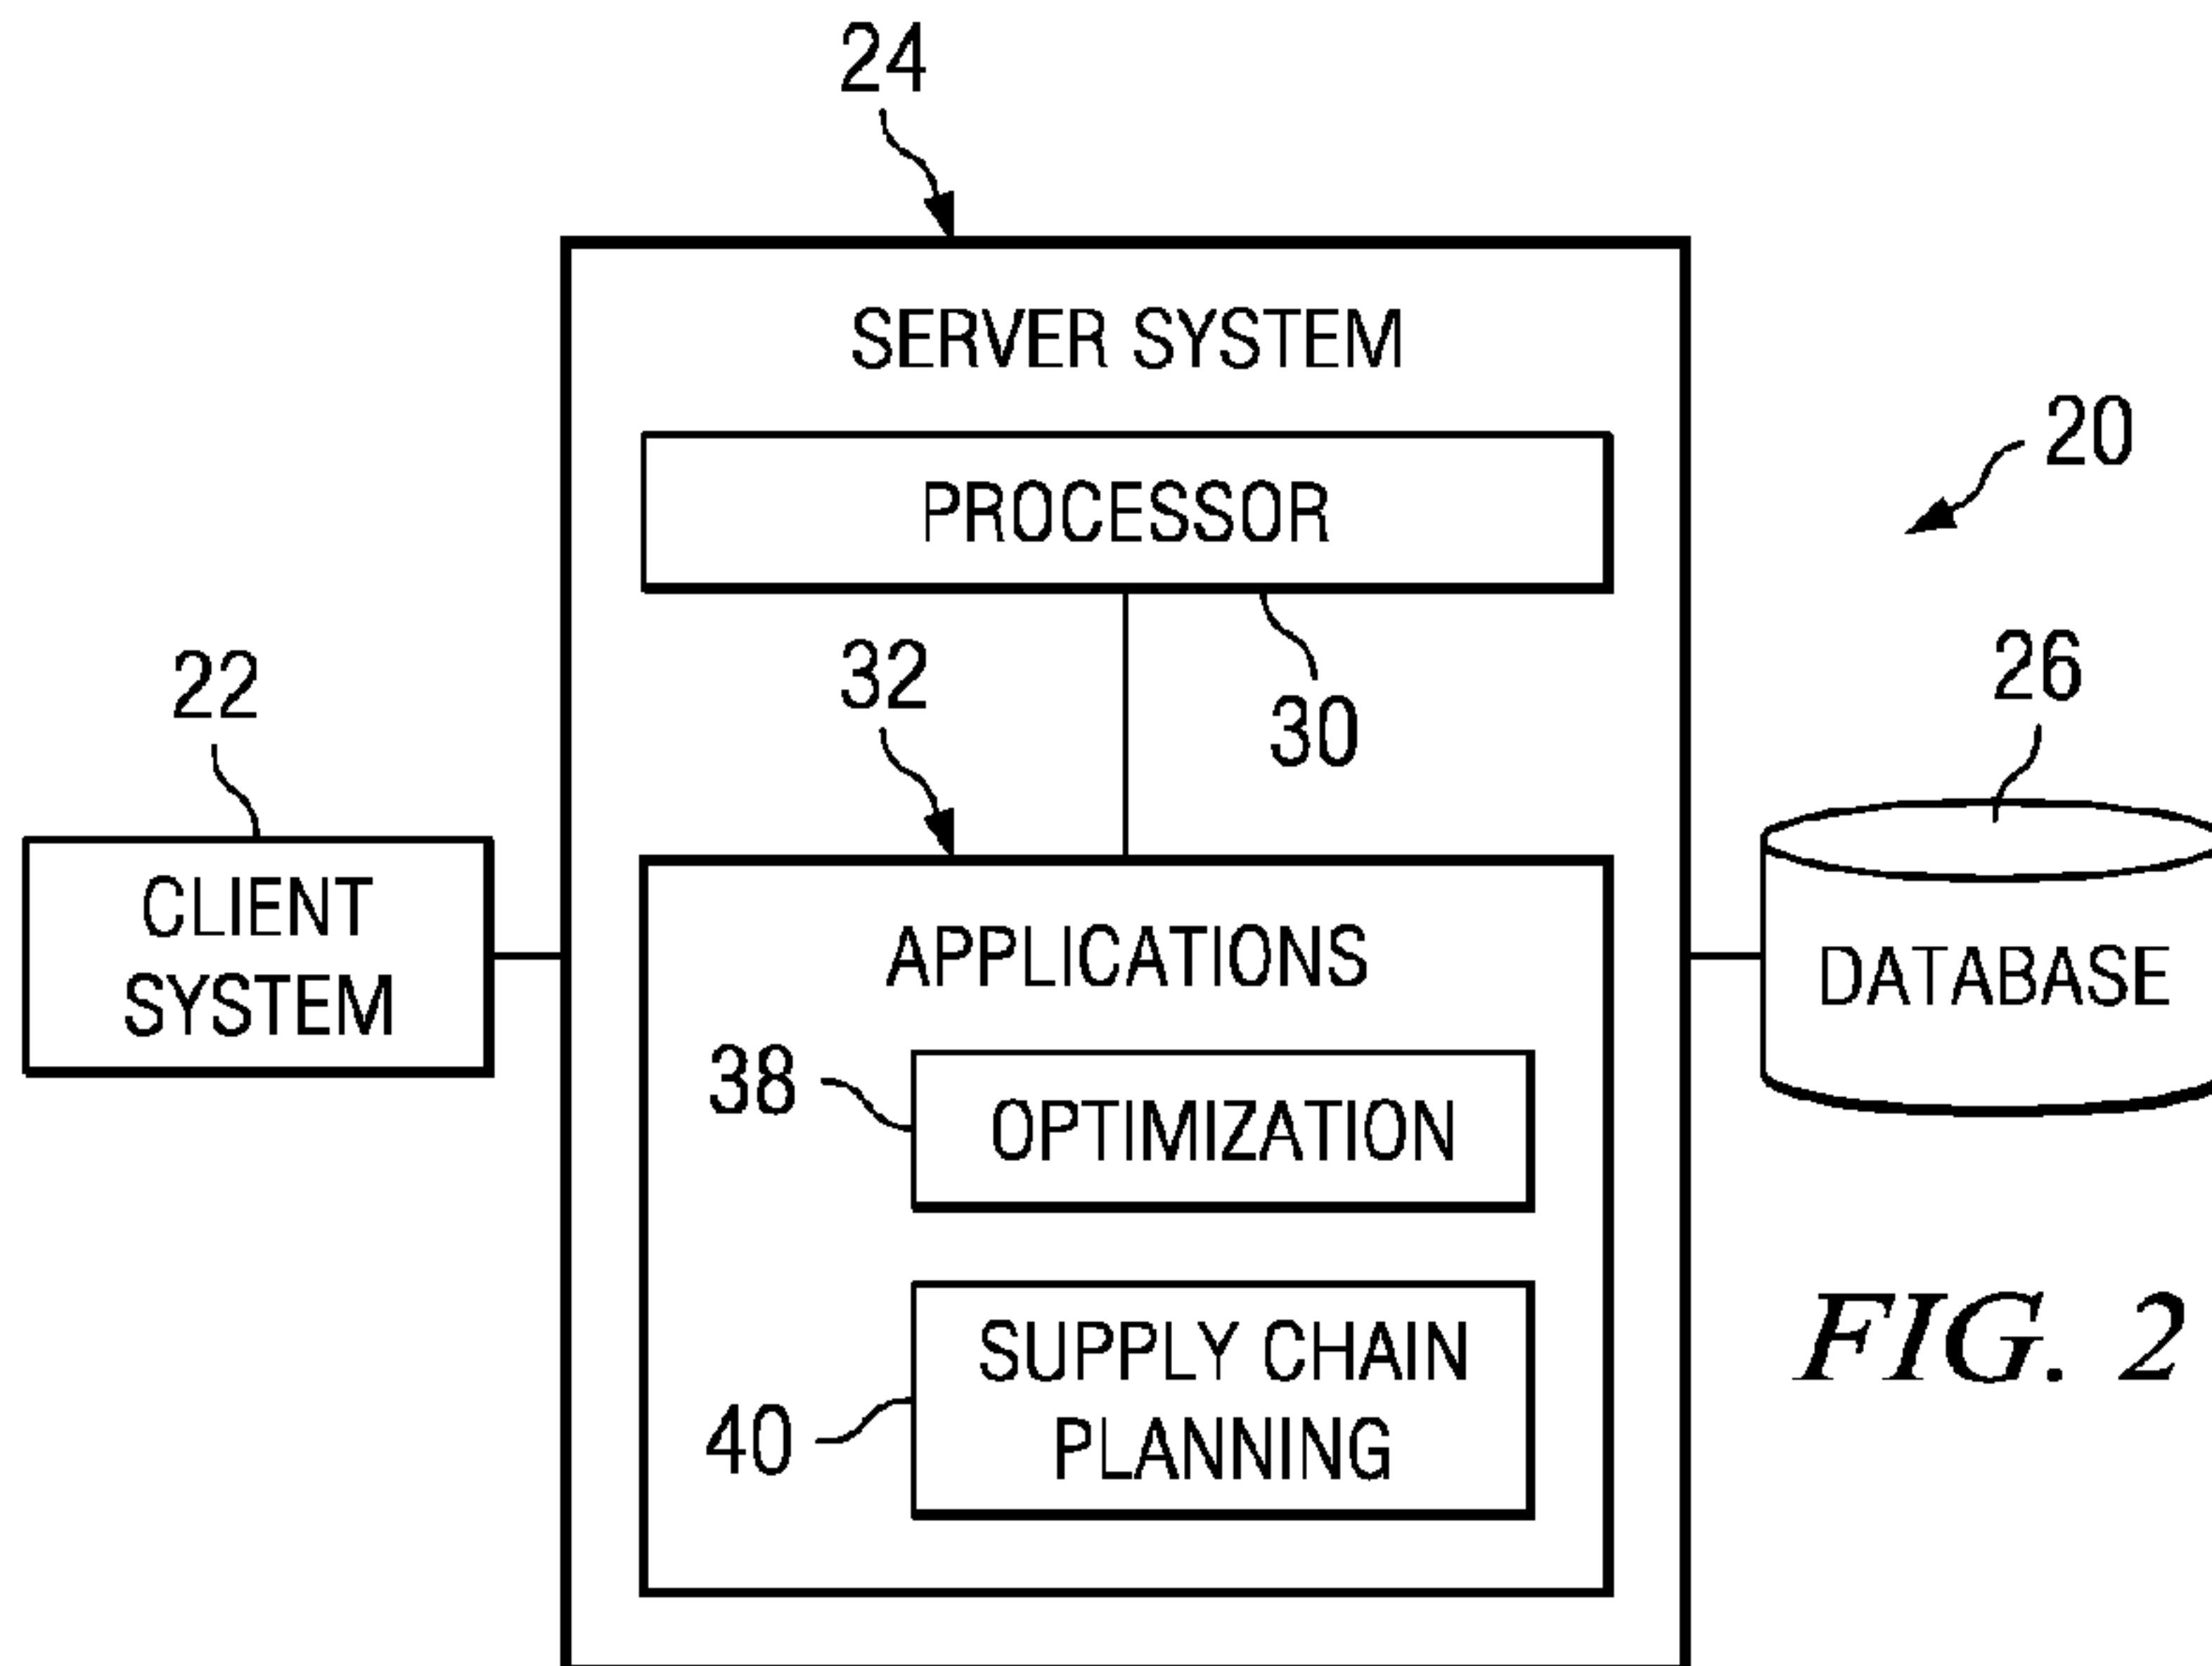 24
SERVER SYSTEM
20
PROCESSOR
22
32
30
26
CLIENT
SYSTEM
APPLICATIONS
DATABASE
38
OPTIMIZATION
SUPPLY CHAIN
PLANNING
40
FIG. 2